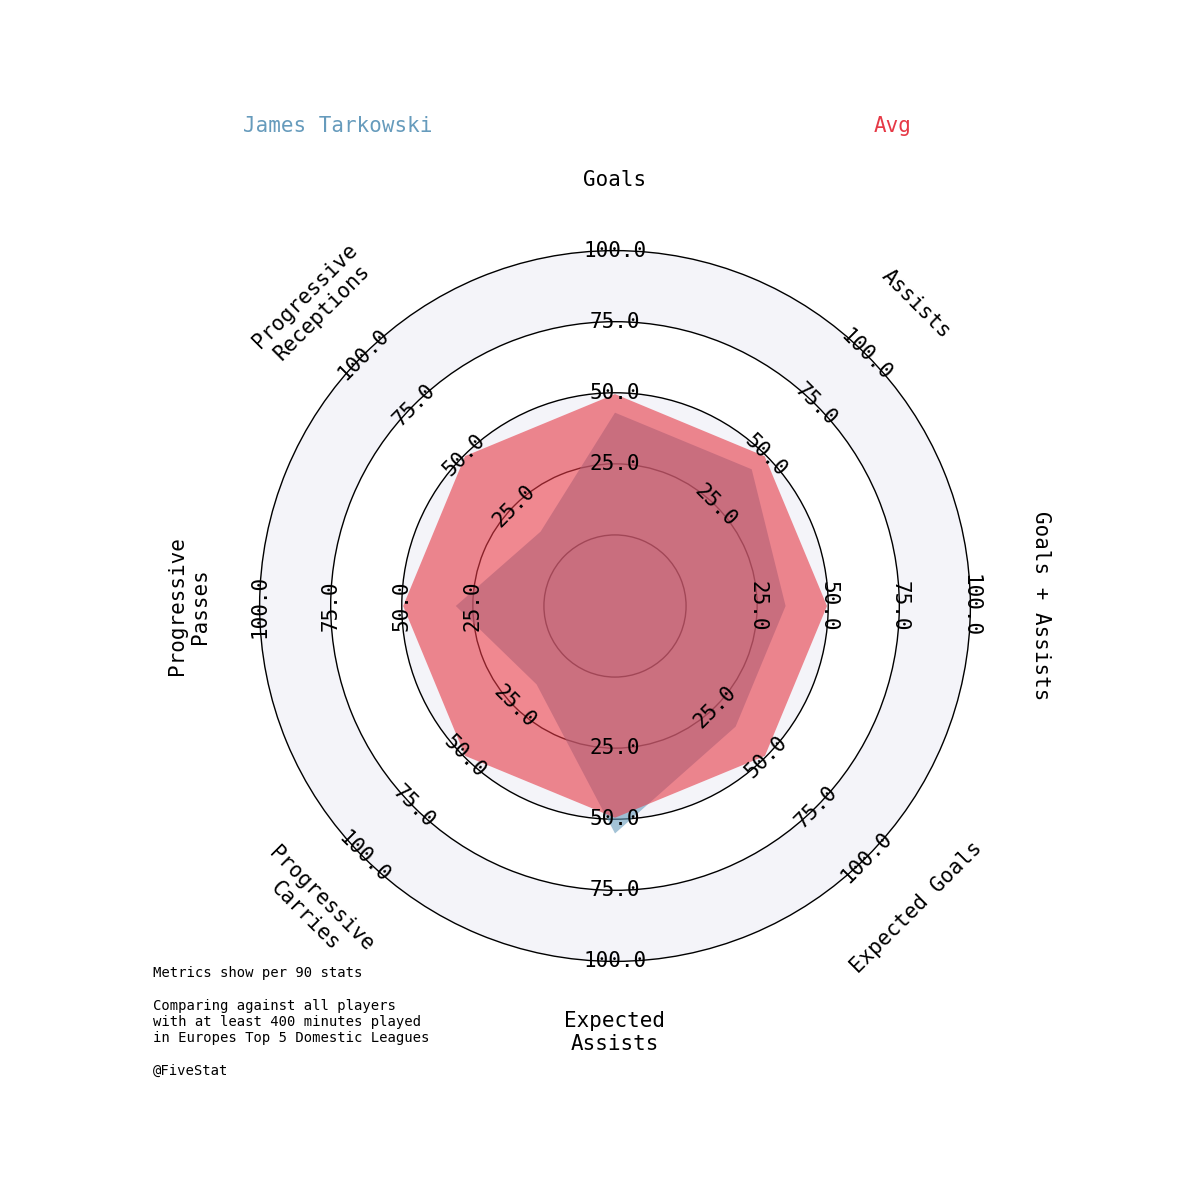 James Tarkowski
Avg
Goals
Assists
Goals + Assists
Expected Goals
Expected
Assists
Progressive
Carries
Progressive
Passes
Progressive
Receptions
25.0
50.0
75.0
100.0
25.0
50.0
75.0
100.0
25.0
50.0
75.0
100.0
25.0
50.0
75.0
100.0
25.0
50.0
75.0
100.0
25.0
50.0
75.0
100.0
25.0
50.0
75.0
100.0
25.0
50.0
75.0
100.0
Metrics show per 90 stats
Comparing against all players
with at least 400 minutes played
in Europes Top 5 Domestic Leagues
@FiveStat